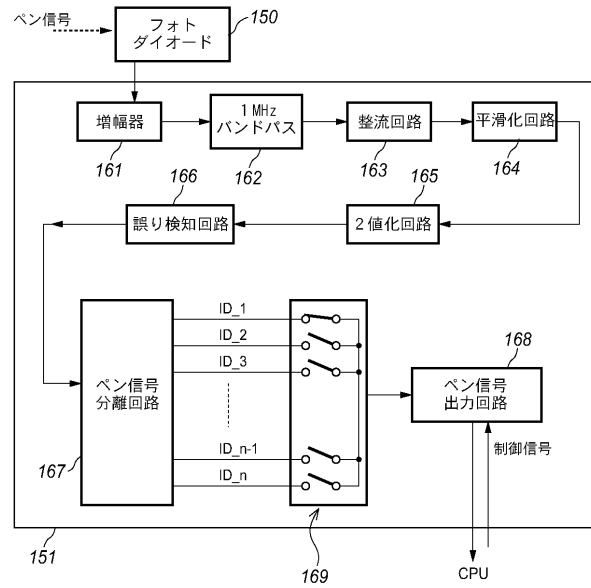 ペン信号
フォト
ダイオード
150
増幅器
161
1 MHz
バンドパス
162
整流回路
163
平滑化回路
164
166
誤り検知回路
165
2値化回路
ペン信号
分離回路
167
ID_1
ID_2
ID_3
ID_n-1
ID_n
169
168
ペン信号
出力回路
制御信号
151
CPU